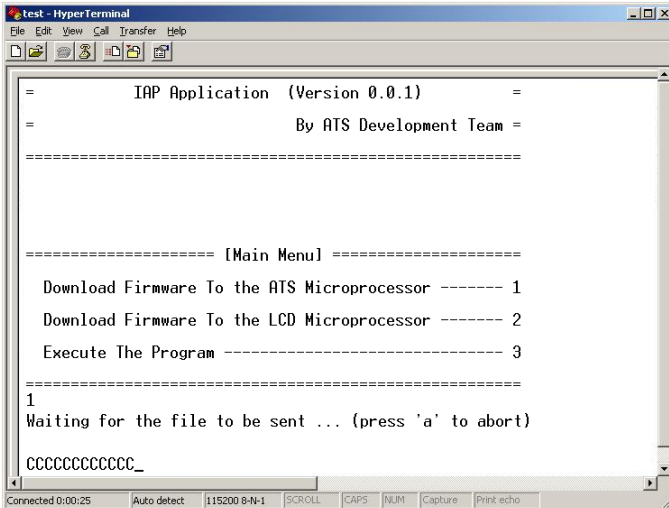 test - HyperTerminal
File Edit View Call Transfer Help
= IAP Application (Version 0.0.1) =
= By ATS Development Team =
=======================================================
===================== [Main Menu] =====================
Download Firmware To the ATS Microprocessor ------- 1
Download Firmware To the LCD Microprocessor ------- 2
Execute The Program ------------------------------- 3
=======================================================
1
Waiting for the file to be sent ... (press 'a' to abort)
CCCCCCCCCCCC_
Connected 0:00:25 Auto detect 115200 8-N-1 SCROLL CAPS NUM Capture Print echo